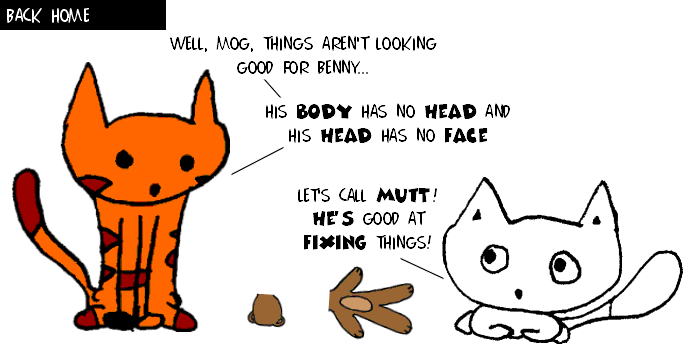 BACK HOME
WELL, MOG, THINGS AREN'T LOOKING
GOOD FOR BENNY...
HIS BODY HAS NO HEAD AND
HIS HEAD HAS NO FACE
LET'S CALL MUTT!
HE'S GOOD AT
FIXING THINGS!